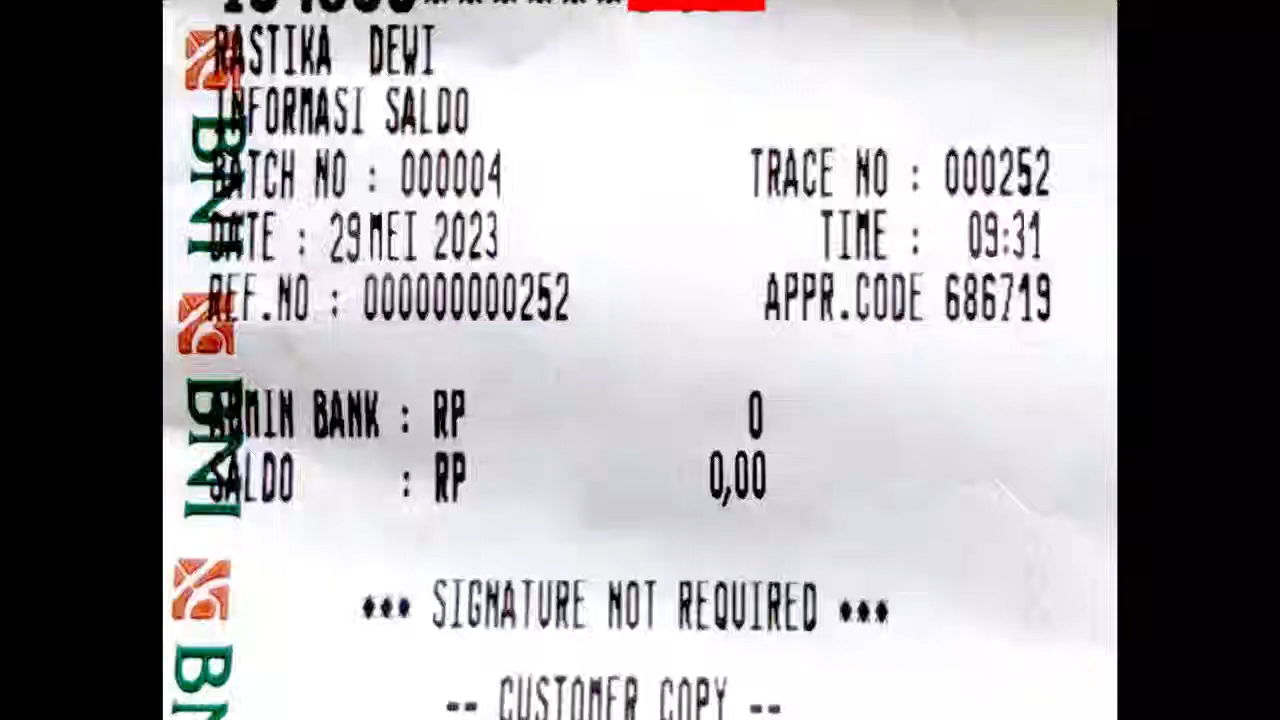 RASTIKA DEWI
INFORMASI SALDO
BATCH NO : 000004 TRACE NO : 000252
DATE : 29 MEI 2023 TIME : 09:31
REF.NO : 000000000252 APPR.CODE 686719
ADMIN BANK : RP 0
SALDO : RP 0,00
*** SIGNATURE NOT REQUIRED ***
-- CUSTOMER COPY --
BNI
BNI